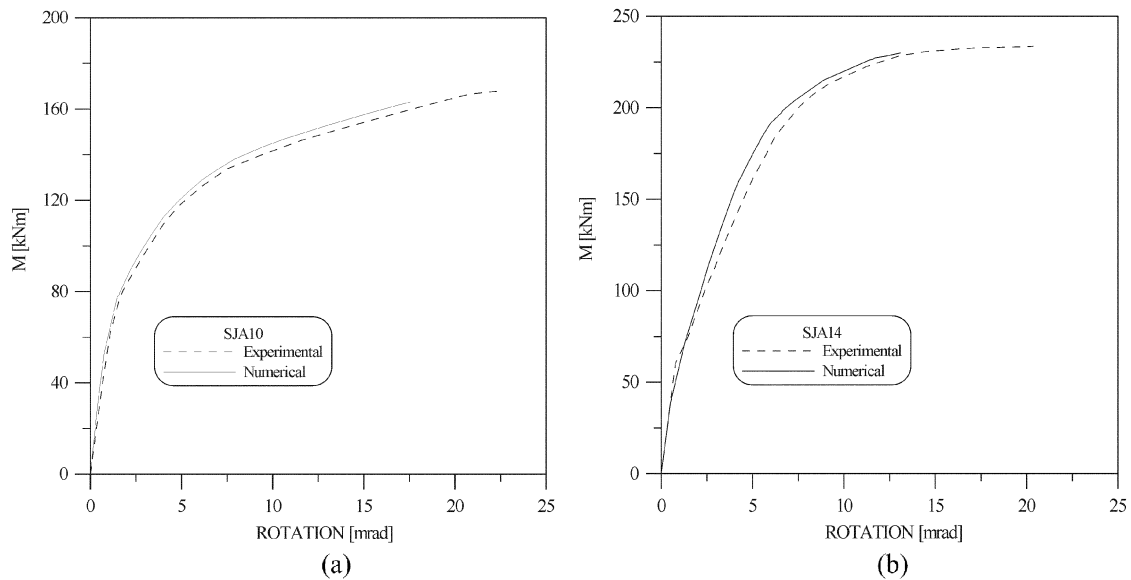 200
160
120
80
40
0
M [kNm]
SJA10
Experimental
Numerical
0 5 10 15 20 25
ROTATION [mrad]
(a)
250
200
150
100
50
0
M [kNm]
SJA14
Experimental
Numerical
0 5 10 15 20 25
ROTATION [mrad]
(b)